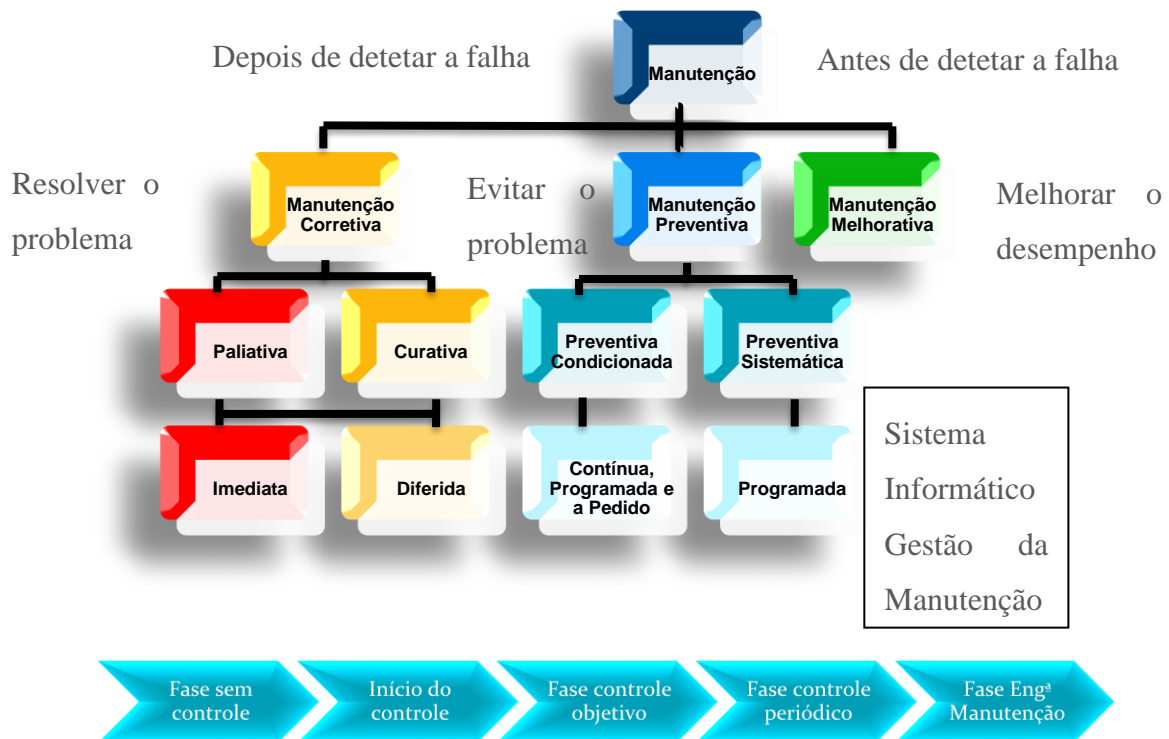 Depois de detetar a falha
Manutenção
Antes de detetar a falha
Resolver o
problema
Manutenção
Corretiva
Evitar o
problema
Manutenção
Preventiva
Manutenção
Melhorativa
Melhorar o
desempenho
Paliativa
Curativa
Preventiva
Condicionada
Preventiva
Sistemática
Imediata
Diferida
Contínua,
Programada e
a Pedido
Programada
Sistema
Informático
Gestão da
Manutenção
Fase sem
controle
Início do
controle
Fase controle
objetivo
Fase controle
periódico
Fase Engª
Manutenção